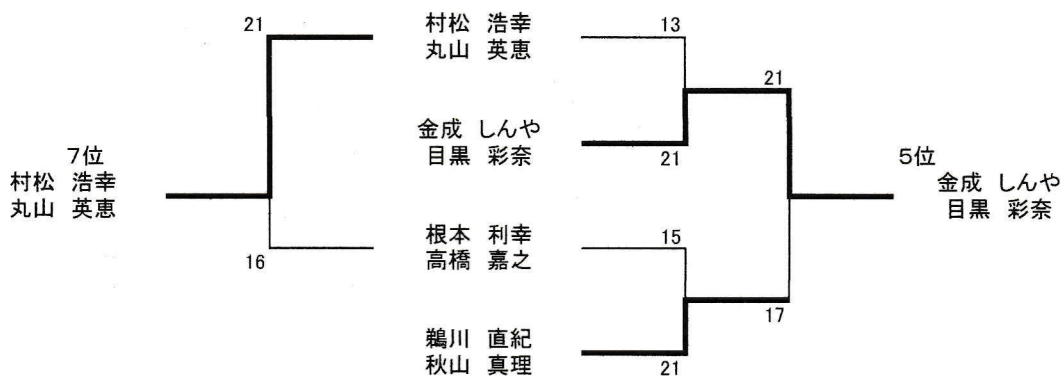 21
村松 浩幸
丸山 英恵
13
21
金成 しんや
目黒 彩奈
21
7位
村松 浩幸
丸山 英恵
5位
金成 しんや
目黒 彩奈
16
根本 利幸
高橋 嘉之
15
17
鵜川 直紀
秋山 真理
21